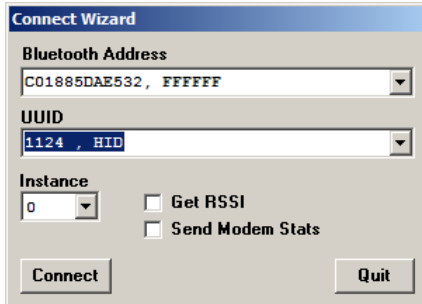 Connect Wizard
Bluetooth Address
C01885DAE532, FFFFFF
UUID
1124 , HID
Instance
0
Get RSSI
Send Modem Stats
Connect
Quit